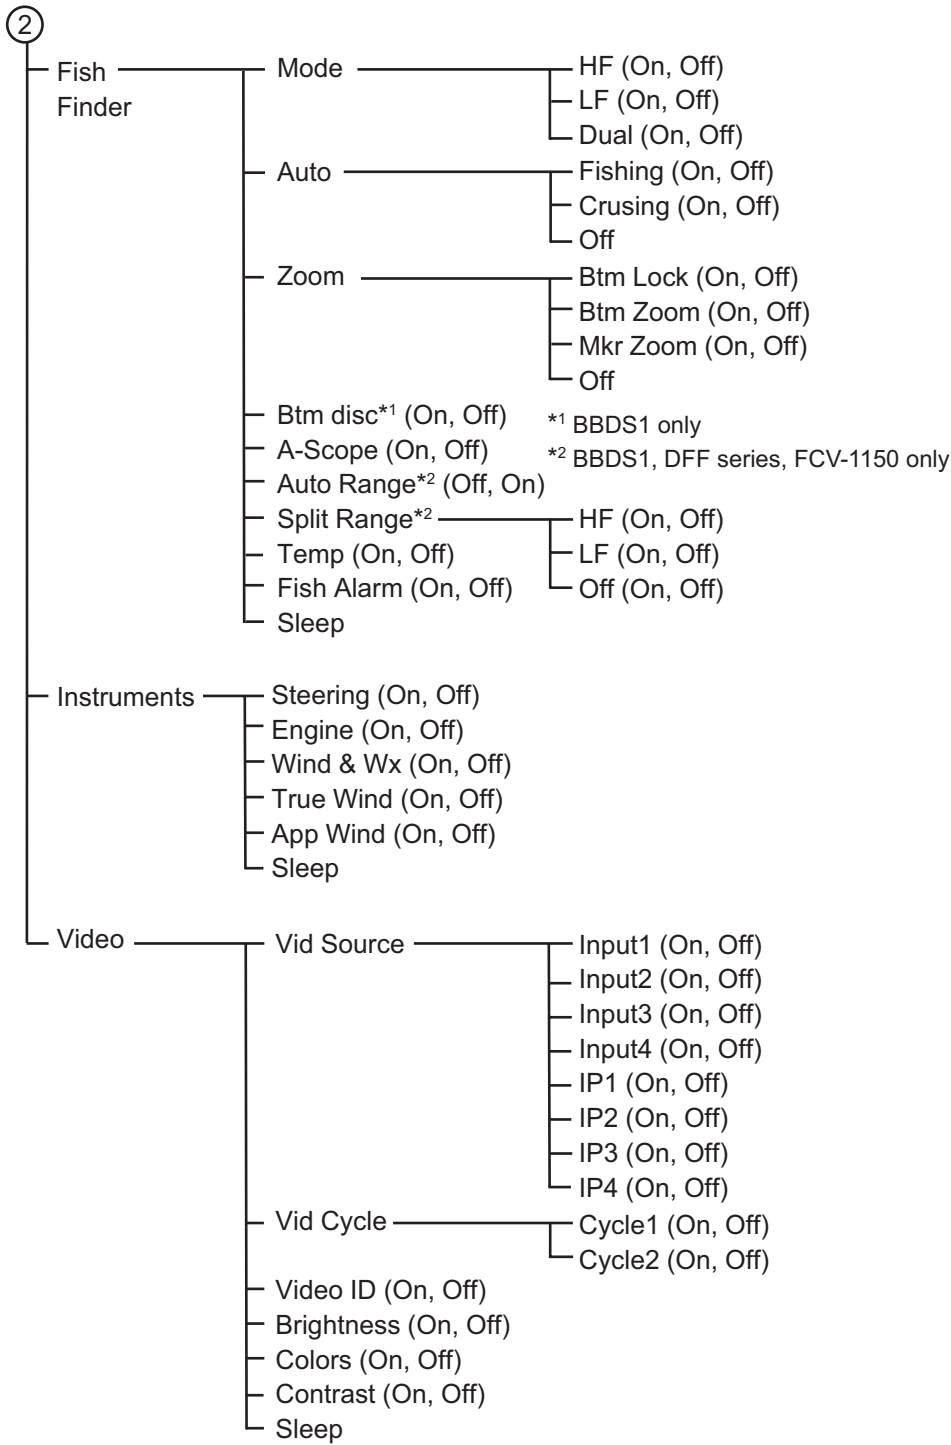 2
Fish
Finder
Mode
HF (On, Off)
LF (On, Off)
Dual (On, Off)
Auto
Fishing (On, Off)
Crusing (On, Off)
Off
Zoom
Btm Lock (On, Off)
Btm Zoom (On, Off)
Mkr Zoom (On, Off)
Off
Btm disc*1 (On, Off)
*1 BBDS1 only
A-Scope (On, Off)
*2 BBDS1, DFF series, FCV-1150 only
Auto Range*2 (Off, On)
Split Range*2
HF (On, Off)
LF (On, Off)
Off (On, Off)
Temp (On, Off)
Fish Alarm (On, Off)
Sleep
Instruments
Steering (On, Off)
Engine (On, Off)
Wind & Wx (On, Off)
True Wind (On, Off)
App Wind (On, Off)
Sleep
Video
Vid Source
Input1 (On, Off)
Input2 (On, Off)
Input3 (On, Off)
Input4 (On, Off)
IP1 (On, Off)
IP2 (On, Off)
IP3 (On, Off)
IP4 (On, Off)
Vid Cycle
Cycle1 (On, Off)
Cycle2 (On, Off)
Video ID (On, Off)
Brightness (On, Off)
Colors (On, Off)
Contrast (On, Off)
Sleep